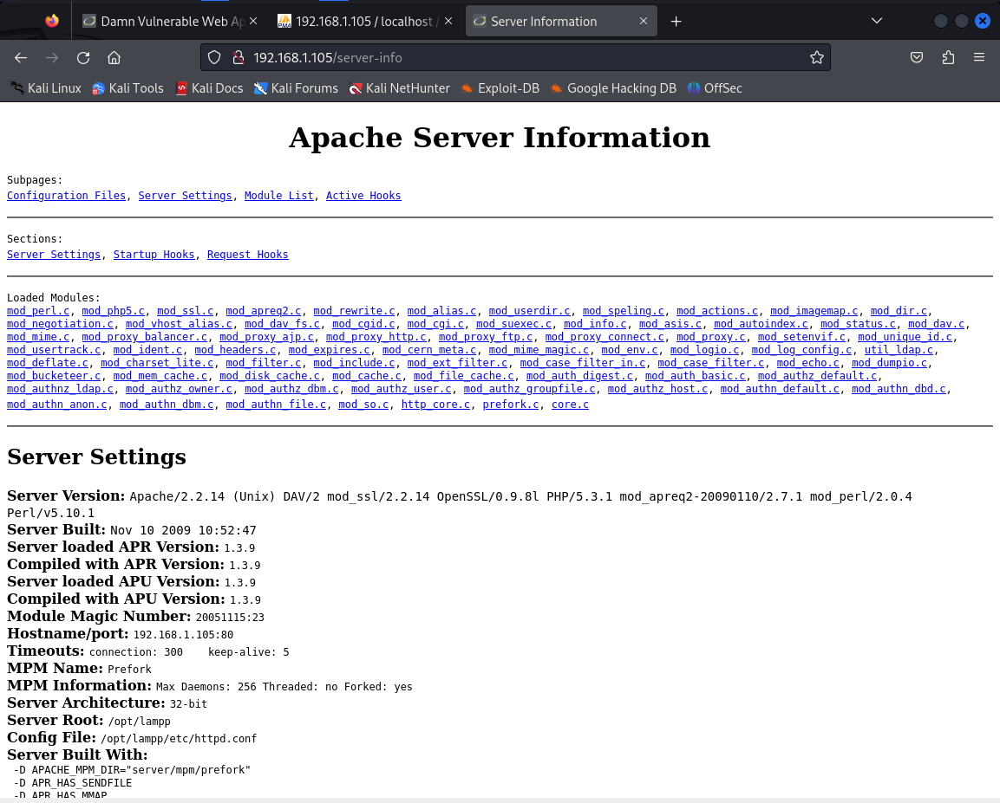 Damn Vulnerable Web Ap
192.168.1.105 / localhost /
Server Information
192.168.1.105/server-info
Kali Linux
Kali Tools
Kali Docs
Kali Forums
Kali NetHunter
Exploit-DB
Google Hacking DB
OffSec
Apache Server Information
Subpages:
Configuration Files, Server Settings, Module List, Active Hooks
Sections:
Server Settings, Startup Hooks, Request Hooks
Loaded Modules:
mod_perl.c, mod_php5.c, mod_ssl.c, mod_apreq2.c, mod_rewrite.c, mod_alias.c, mod_userdir.c, mod_speling.c, mod_actions.c, mod_imagemap.c, mod_dir.c,
mod_negotiation.c, mod_vhost_alias.c, mod_dav_fs.c, mod_cgid.c, mod_cgi.c, mod_suexec.c, mod_info.c, mod_asis.c, mod_autoindex.c, mod_status.c, mod_dav.c,
mod_mime.c, mod_proxy_balancer.c, mod_proxy_ajp.c, mod_proxy_http.c, mod_proxy_ftp.c, mod_proxy_connect.c, mod_proxy.c, mod_setenvif.c, mod_unique_id.c,
mod_usertrack.c, mod_ident.c, mod_headers.c, mod_expires.c, mod_cern_meta.c, mod_mime_magic.c, mod_env.c, mod_logio.c, mod_log_config.c, util_ldap.c,
mod_deflate.c, mod_charset_lite.c, mod_filter.c, mod_include.c, mod_ext_filter.c, mod_case_filter_in.c, mod_case_filter.c, mod_echo.c, mod_dumpio.c,
mod_bucketeer.c, mod_mem_cache.c, mod_disk_cache.c, mod_cache.c, mod_file_cache.c, mod_auth_digest.c, mod_auth_basic.c, mod_authz_default.c,
mod_authnz_ldap.c, mod_authz_owner.c, mod_authz_dbm.c, mod_authz_user.c, mod_authz_groupfile.c, mod_authz_host.c, mod_authn_default.c, mod_authn_dbd.c,
mod_authn_anon.c, mod_authn_dbm.c, mod_authn_file.c, mod_so.c, http_core.c, prefork.c, core.c
Server Settings
Server Version: Apache/2.2.14 (Unix) DAV/2 mod_ssl/2.2.14 OpenSSL/0.9.8l PHP/5.3.1 mod_apreq2-20090110/2.7.1 mod_perl/2.0.4
Perl/v5.10.1
Server Built: Nov 10 2009 10:52:47
Server loaded APR Version: 1.3.9
Compiled with APR Version: 1.3.9
Server loaded APU Version: 1.3.9
Compiled with APU Version: 1.3.9
Module Magic Number: 20051115:23
Hostname/port: 192.168.1.105:80
Timeouts: connection: 300    keep-alive: 5
MPM Name: Prefork
MPM Information: Max Daemons: 256 Threaded: no Forked: yes
Server Architecture: 32-bit
Server Root: /opt/lampp
Config File: /opt/lampp/etc/httpd.conf
Server Built With:
-D APACHE_MPM_DIR="server/mpm/prefork"
-D APR_HAS_SENDFILE
-D APR_HAS_MMAP